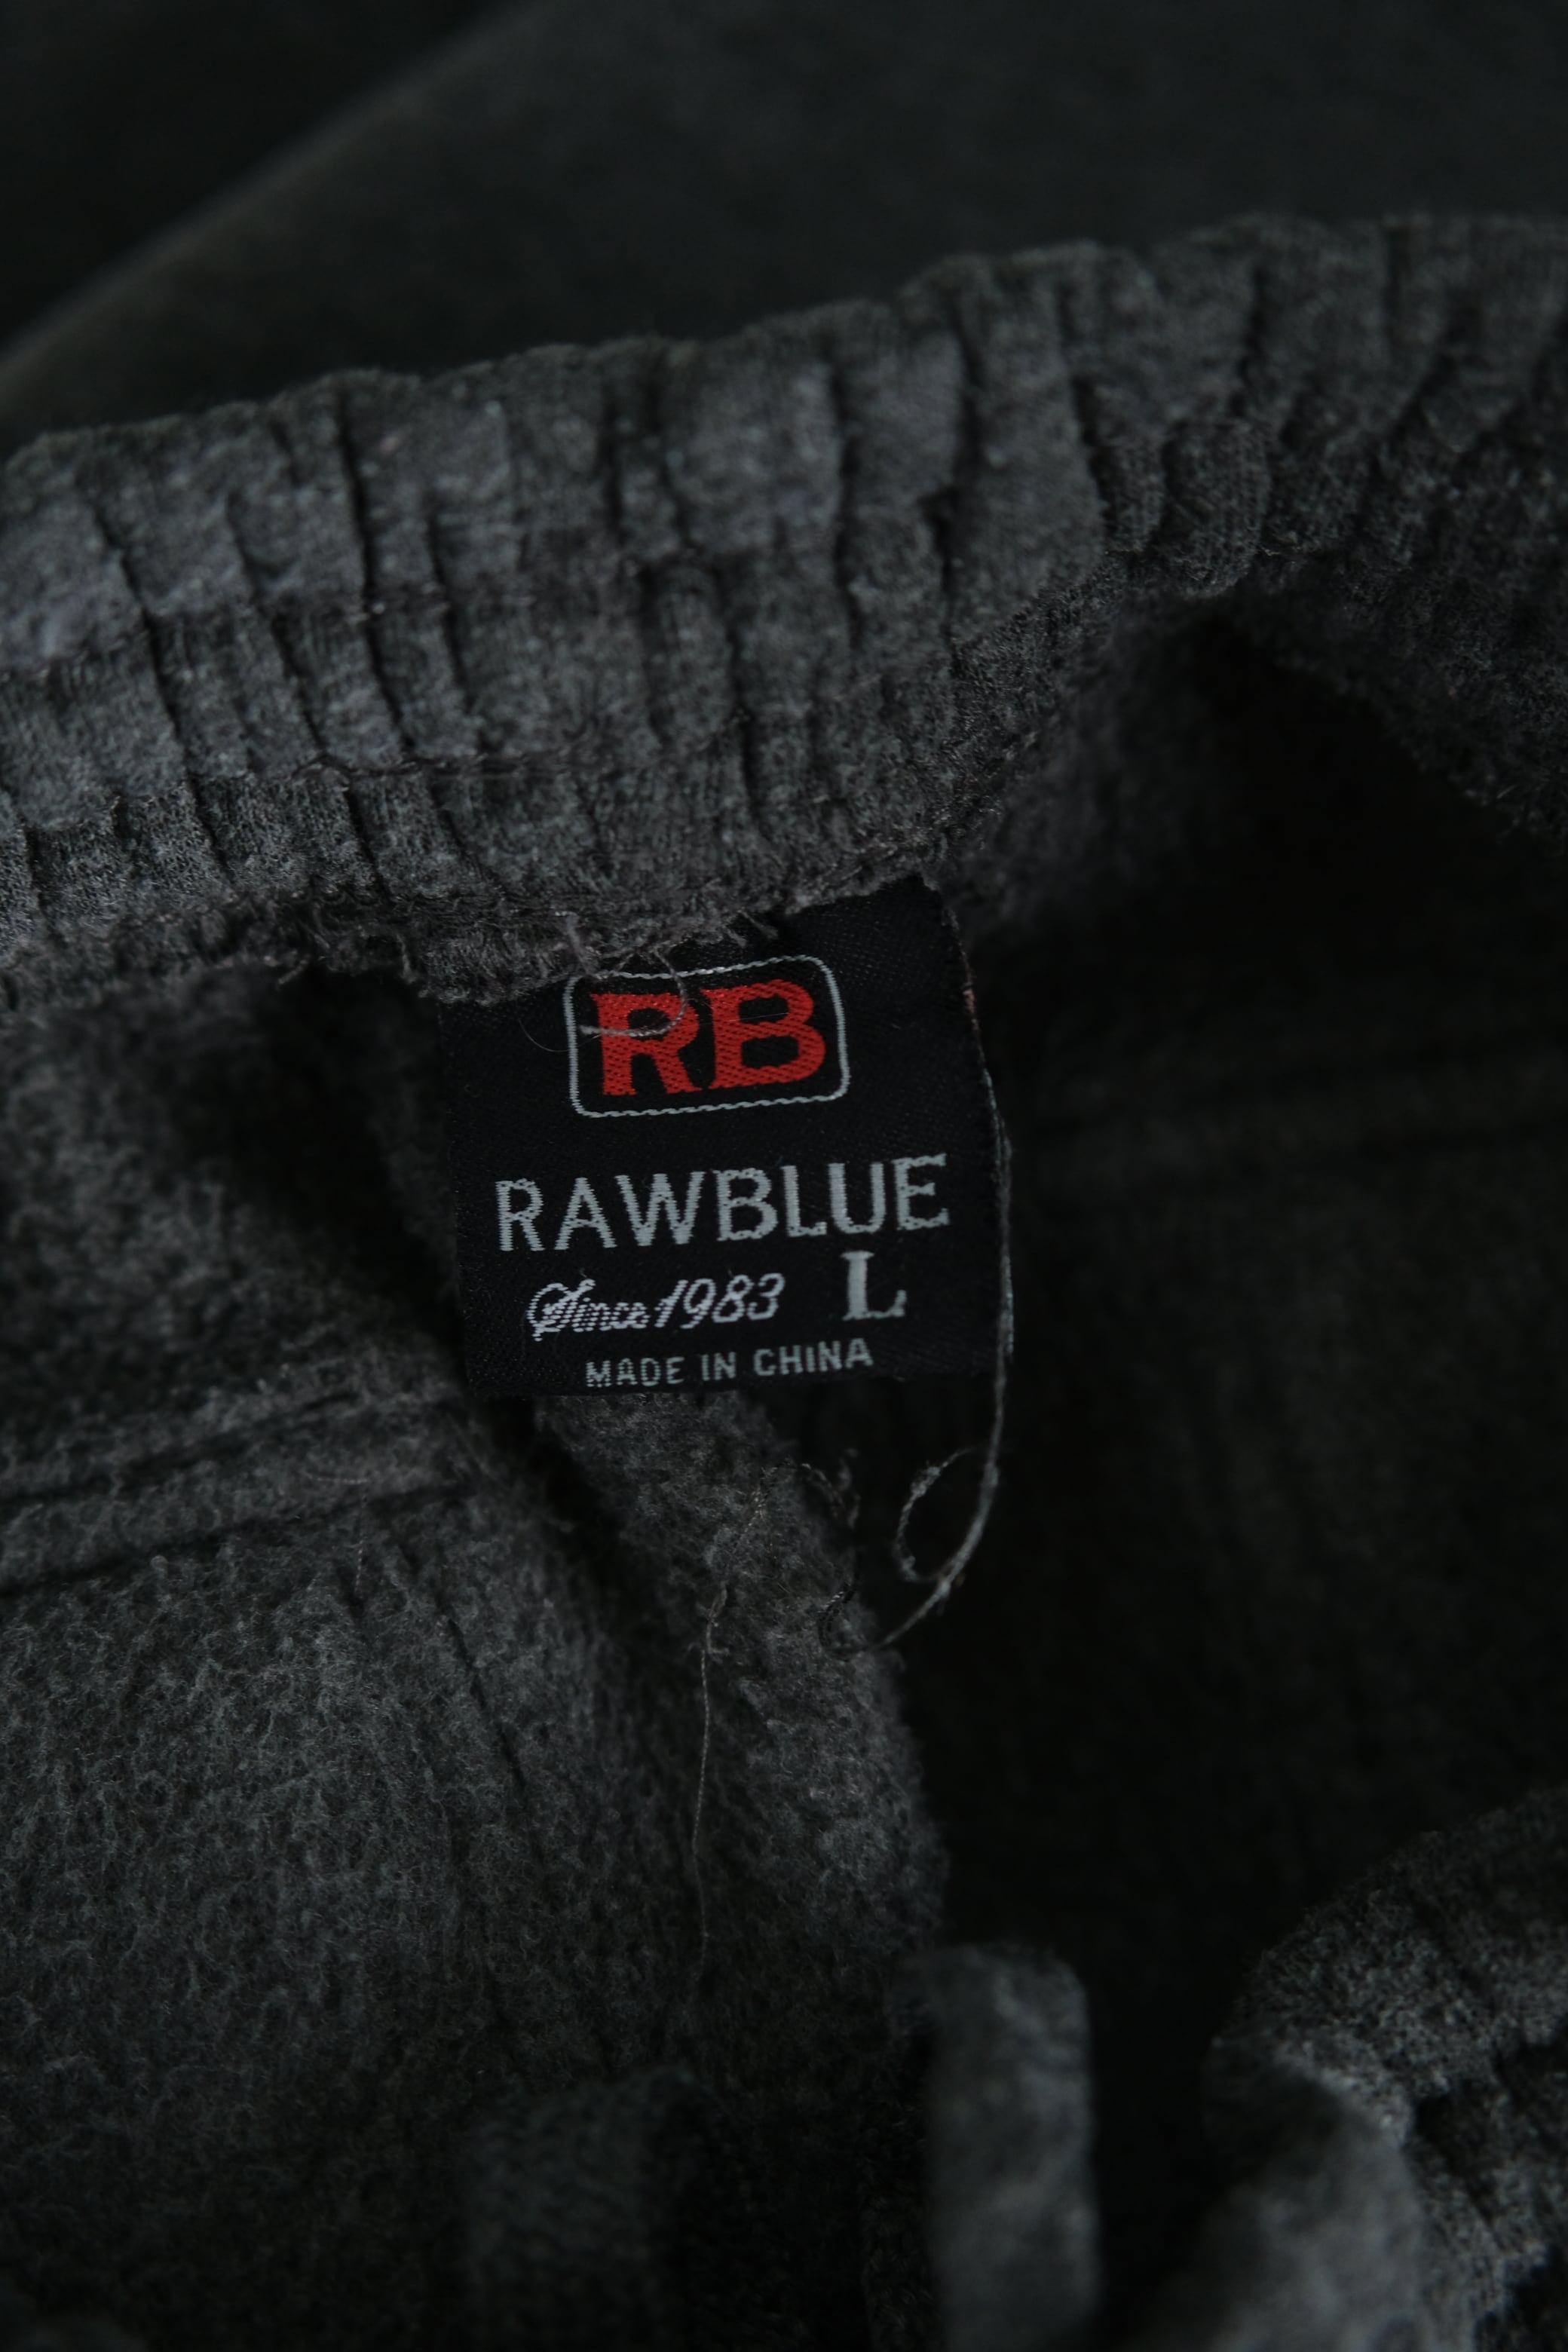 RB
RAWBLUE
Since 1983 L
MADE IN CHINA